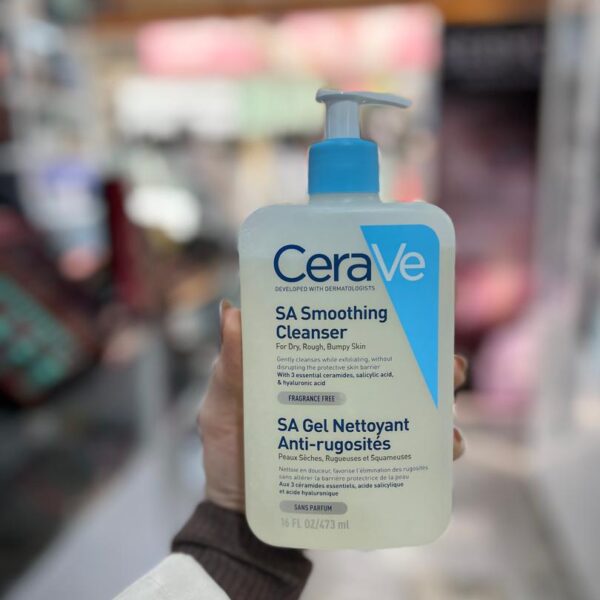 CeraVe
DEVELOPED WITH DERMATOLOGISTS
SA Smoothing
Cleanser
For Dry, Rough, Bumpy Skin
Gently cleanses while exfoliating, without
disrupting the protective skin barrier
With 3 essential ceramides, salicylic acid,
& hyaluronic acid
FRAGRANCE FREE
SA Gel Nettoyant
Anti-rugosités
Peaux Sèches, Rugueuses et Squameuses
Nettoie en douceur, favorise l'élimination des rugosités
sans altérer la barrière protectrice de la peau
Aux 3 céramides essentiels, acide salicylique
et acide hyaluronique
SANS PARFUM
16 FL OZ/473 ml